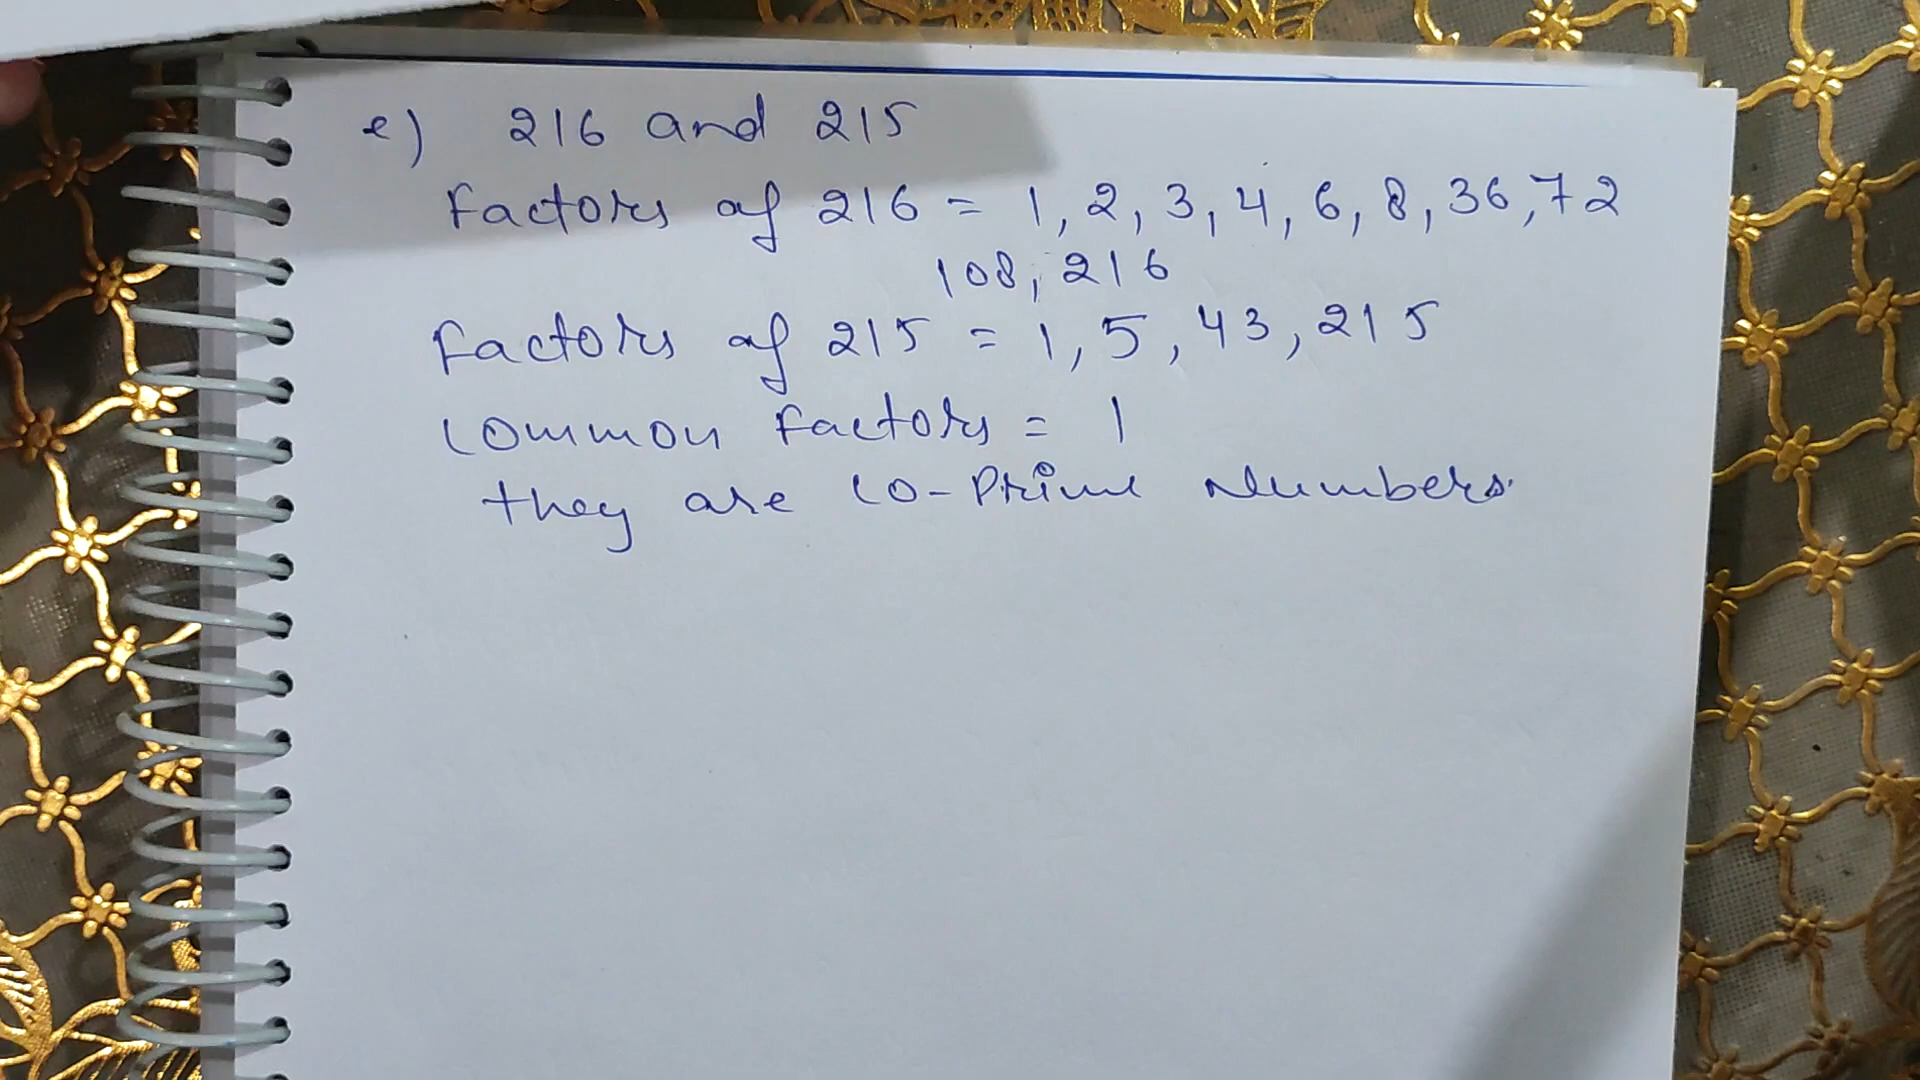 e) 216 and 215
Factors of 216 = 1, 2, 3, 4, 6, 8, 36, 72
108, 216
Factors of 215 = 1, 5, 43, 215
Common Factors = 1
they are co-Prime Numbers.